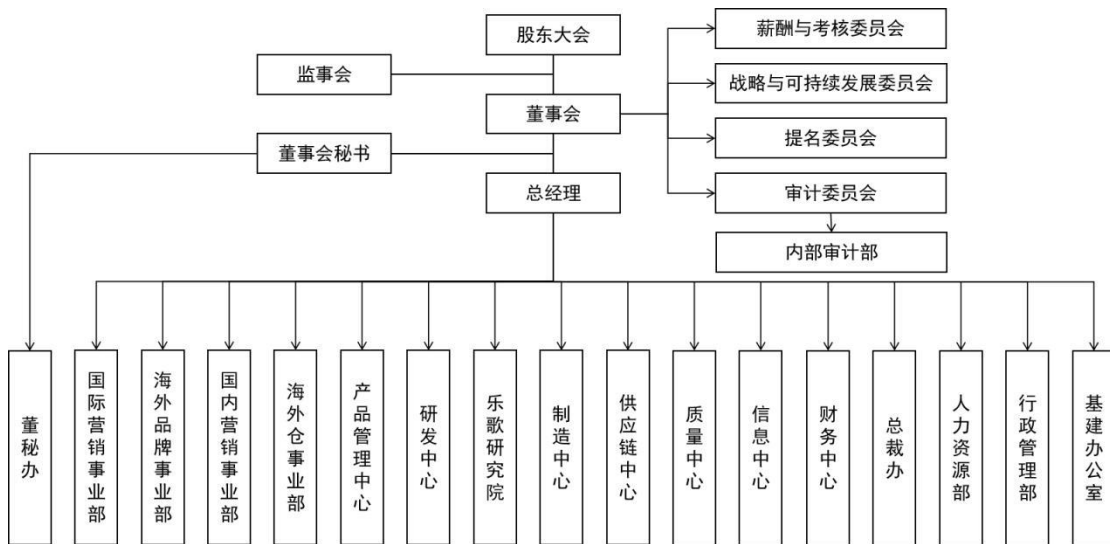 股东大会
薪酬与考核委员会
监事会
战略与可持续发展委员会
董事会
提名委员会
董事会秘书
总经理
审计委员会
内部审计部
董秘办
国际营销事业部
海外品牌事业部
国内营销事业部
海外仓事业部
产品管理中心
研发中心
乐歌研究院
制造中心
供应链中心
质量中心
信息中心
财务中心
总裁办
人力资源部
行政管理部
基建办公室